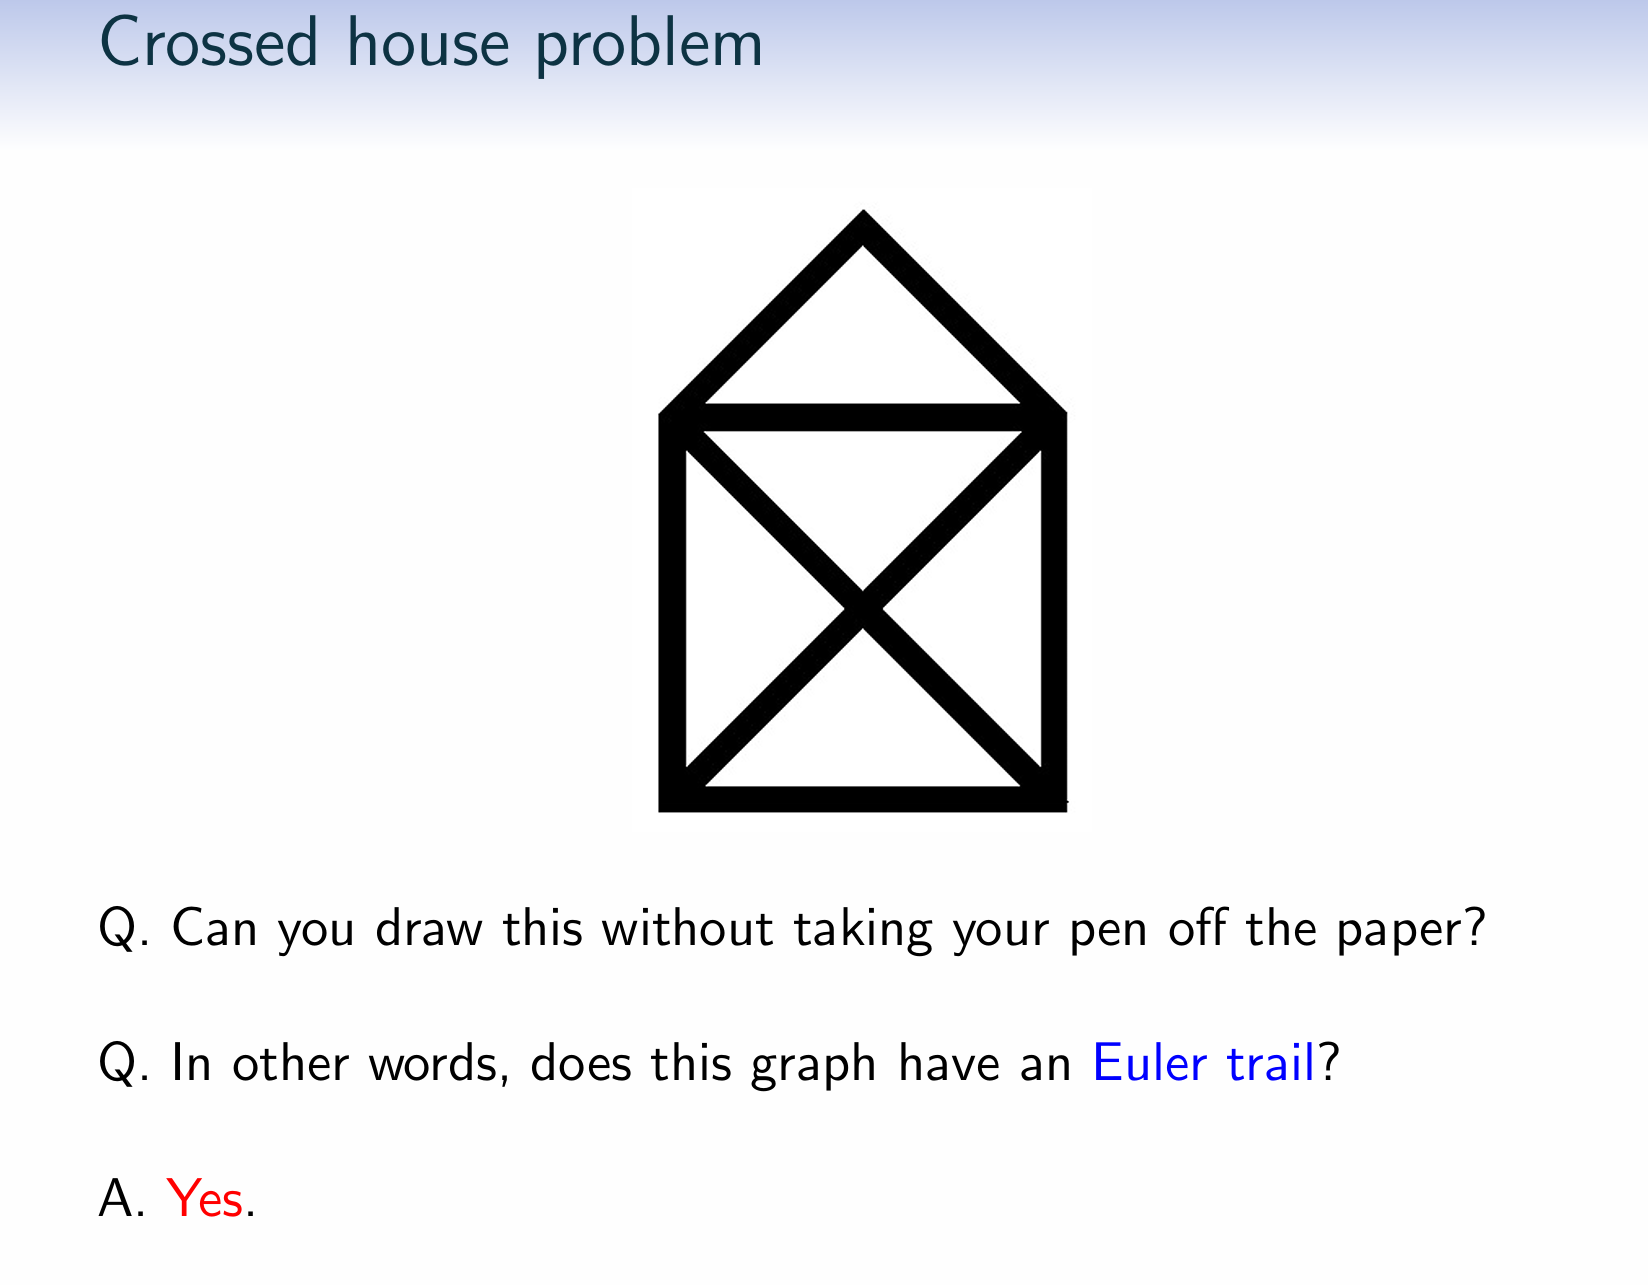 Crossed house problem
Q. Can you draw this without taking your pen off the paper?
Q. In other words, does this graph have an Euler trail?
A. Yes.